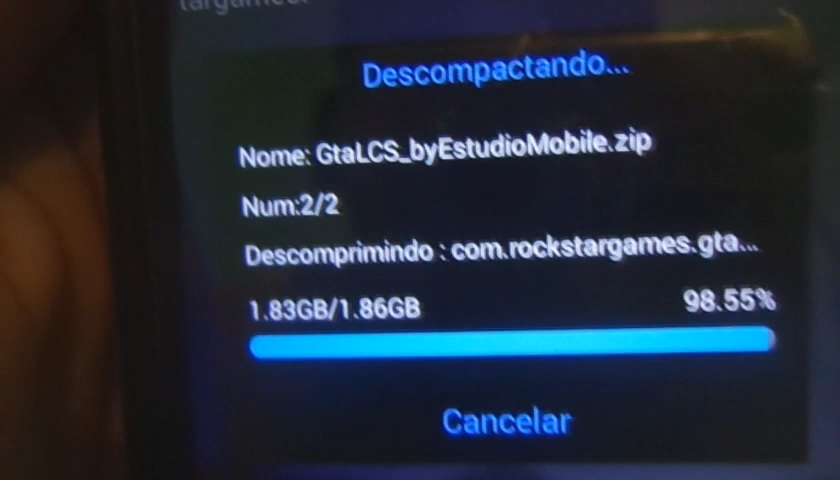 Descompactando...
Nome: GtaLCS_byEstudioMobile.zip
Num:2/2
Descomprimindo : com.rockstargames.gta...
1.83GB/1.86GB 98.55%
Cancelar